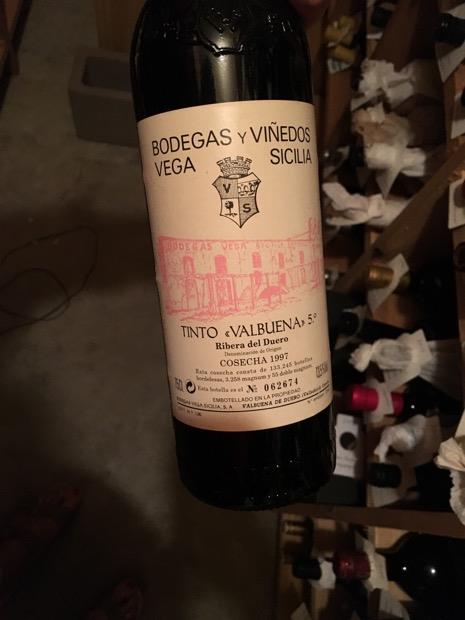 BODEGAS Y VIÑEDOS
VEGA SICILIA
V S
BODEGAS VEGA SICILIA
TINTO «VALBUENA» 5.º
Ribera del Duero
Denominación de Origen
COSECHA 1997
Esta cosecha consta de 133.245 botellas
bordelesas, 3.258 magnum y 55 doble magnum.
Esta botella es el Nº 062674
EMBOTELLADO EN LA PROPIEDAD
BODEGAS VEGA SICILIA, S. A. VALBUENA DE DUERO